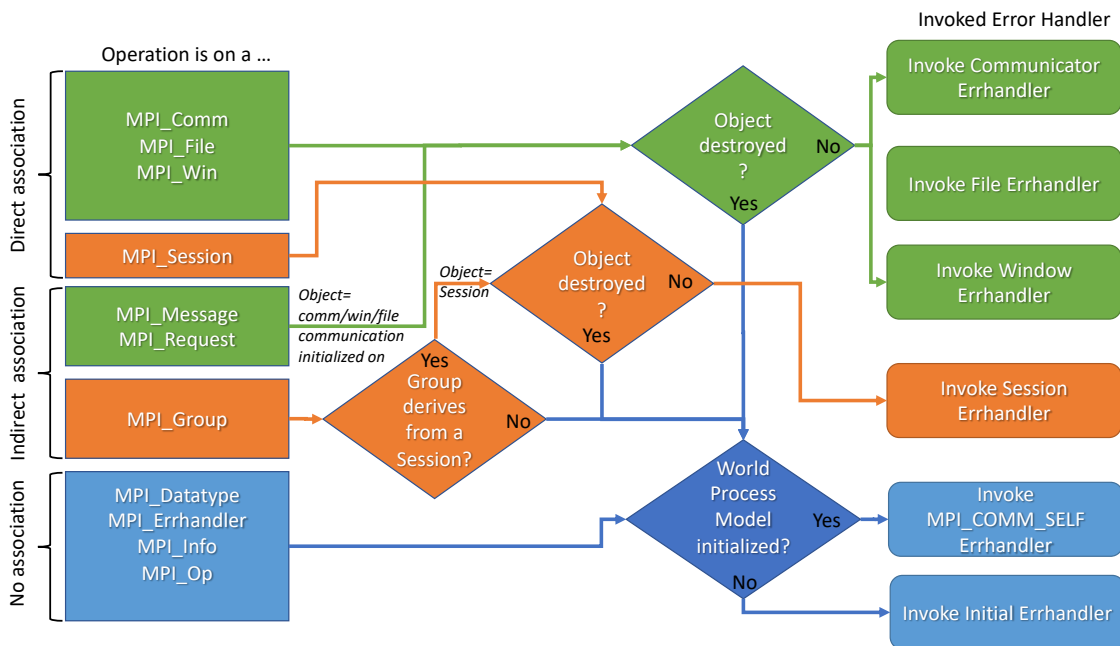 Invoked Error Handler
Operation is on a …
Direct association
MPI_Comm
MPI_File
MPI_Win
MPI_Session
Indirect association
MPI_Message
MPI_Request
Object=
comm/win/file
communication
initialized on
MPI_Group
No association
MPI_Datatype
MPI_Errhandler
MPI_Info
MPI_Op
Object
destroyed
?
No
Yes
Object=
Session
Object
destroyed
?
No
Yes
Yes
Group
derives
from a
Session?
No
World
Process
Model
initialized?
Yes
No
Invoke Communicator
Errhandler
Invoke File Errhandler
Invoke Window
Errhandler
Invoke Session
Errhandler
Invoke
MPI_COMM_SELF
Errhandler
Invoke Initial Errhandler